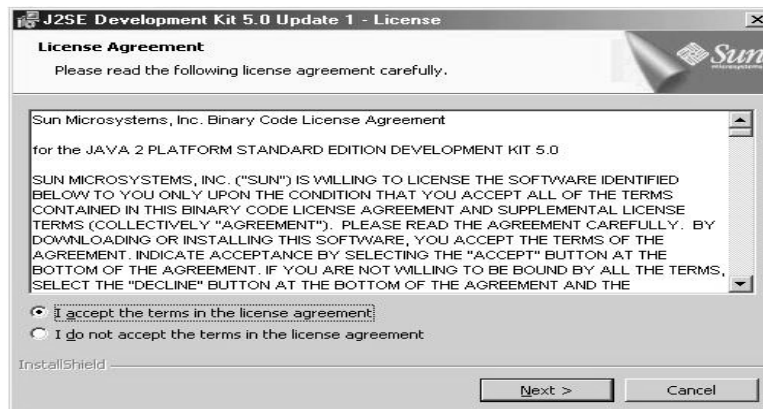 J2SE Development Kit 5.0 Update 1 - License
License Agreement
Please read the following license agreement carefully.
Sun
microsystems
Sun Microsystems, Inc. Binary Code License Agreement
for the JAVA 2 PLATFORM STANDARD EDITION DEVELOPMENT KIT 5.0
SUN MICROSYSTEMS, INC. ("SUN") IS WILLING TO LICENSE THE SOFTWARE IDENTIFIED
BELOW TO YOU ONLY UPON THE CONDITION THAT YOU ACCEPT ALL OF THE TERMS
CONTAINED IN THIS BINARY CODE LICENSE AGREEMENT AND SUPPLEMENTAL LICENSE
TERMS (COLLECTIVELY "AGREEMENT"). PLEASE READ THE AGREEMENT CAREFULLY. BY
DOWNLOADING OR INSTALLING THIS SOFTWARE, YOU ACCEPT THE TERMS OF THE
AGREEMENT. INDICATE ACCEPTANCE BY SELECTING THE "ACCEPT" BUTTON AT THE
BOTTOM OF THE AGREEMENT. IF YOU ARE NOT WILLING TO BE BOUND BY ALL THE TERMS,
SELECT THE "DECLINE" BUTTON AT THE BOTTOM OF THE AGREEMENT AND THE
I accept the terms in the license agreement
I do not accept the terms in the license agreement
InstallShield
Next >
Cancel